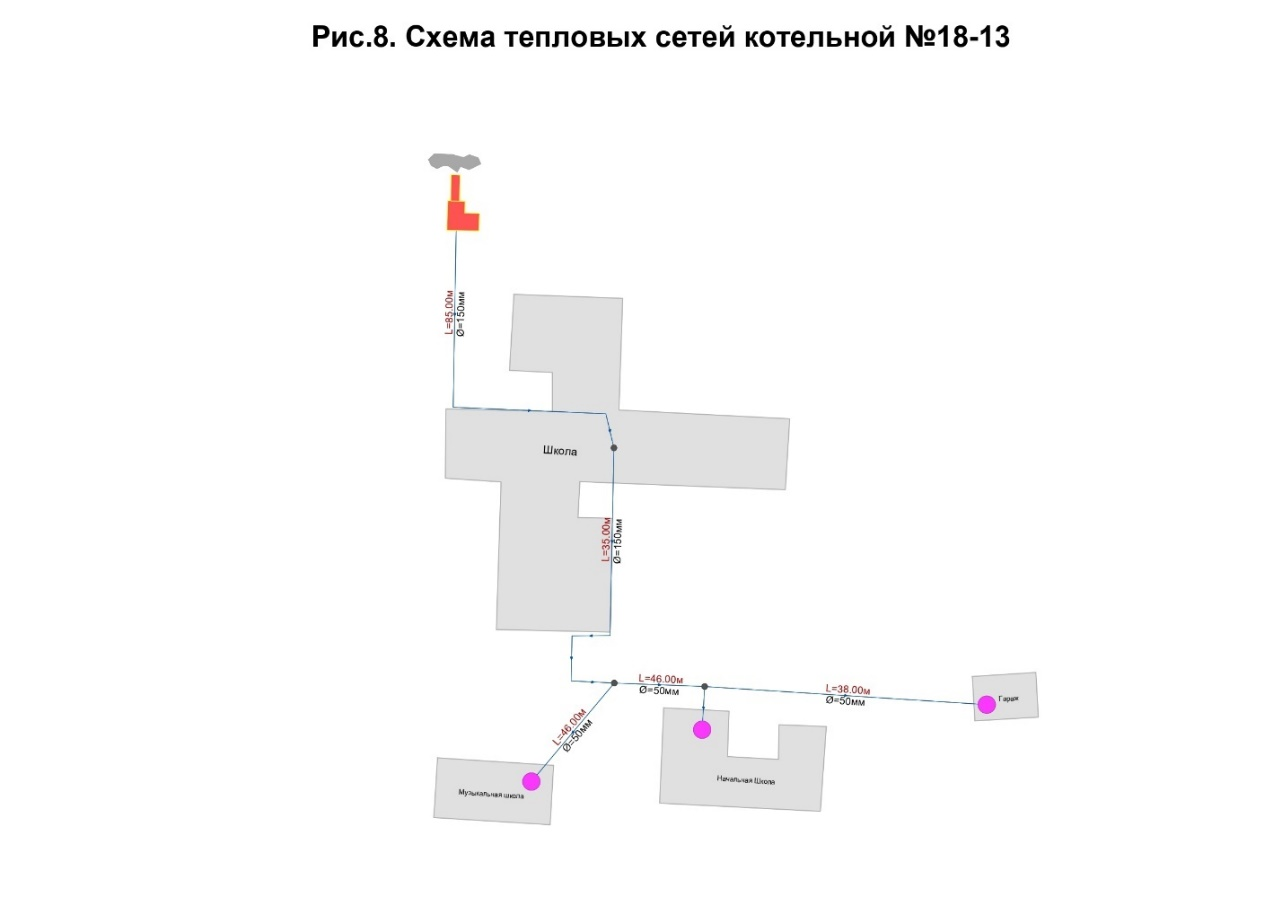 Рис.8. Схема тепловых сетей котельной №18-13
L=85.00м
Ø=150мм
Школа
L=35.00м
Ø=150мм
L=46.00м
Ø=50мм
L=38.00м
Ø=50мм
Гараж
L=46.00м
Ø=50мм
Начальная Школа
Музыкальная школа